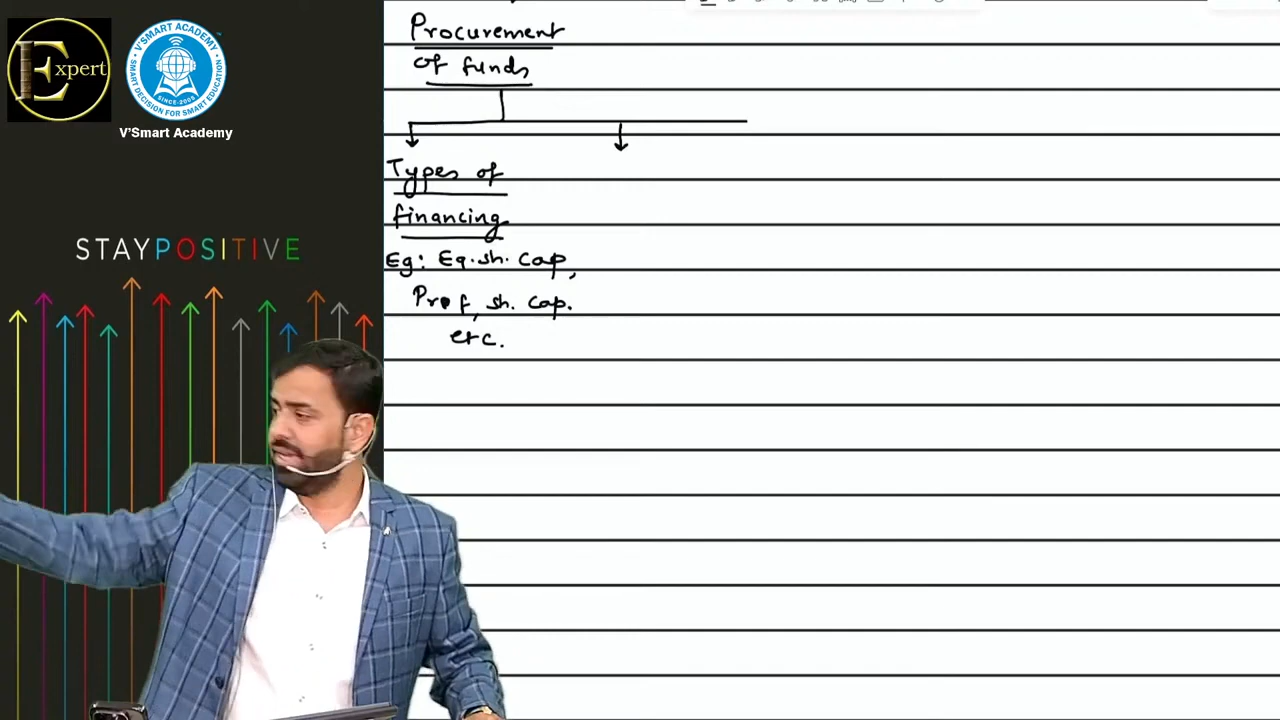 Expert
V'SMART ACADEMY
SMART DECISION FOR SMART EDUCATION
SINCE-2005
V'Smart Academy
STAYPOSITIVE
Procurement
of funds
Types of
financing
Eg: Eq. sh. Cap,
Pref, sh. Cap.
etc.